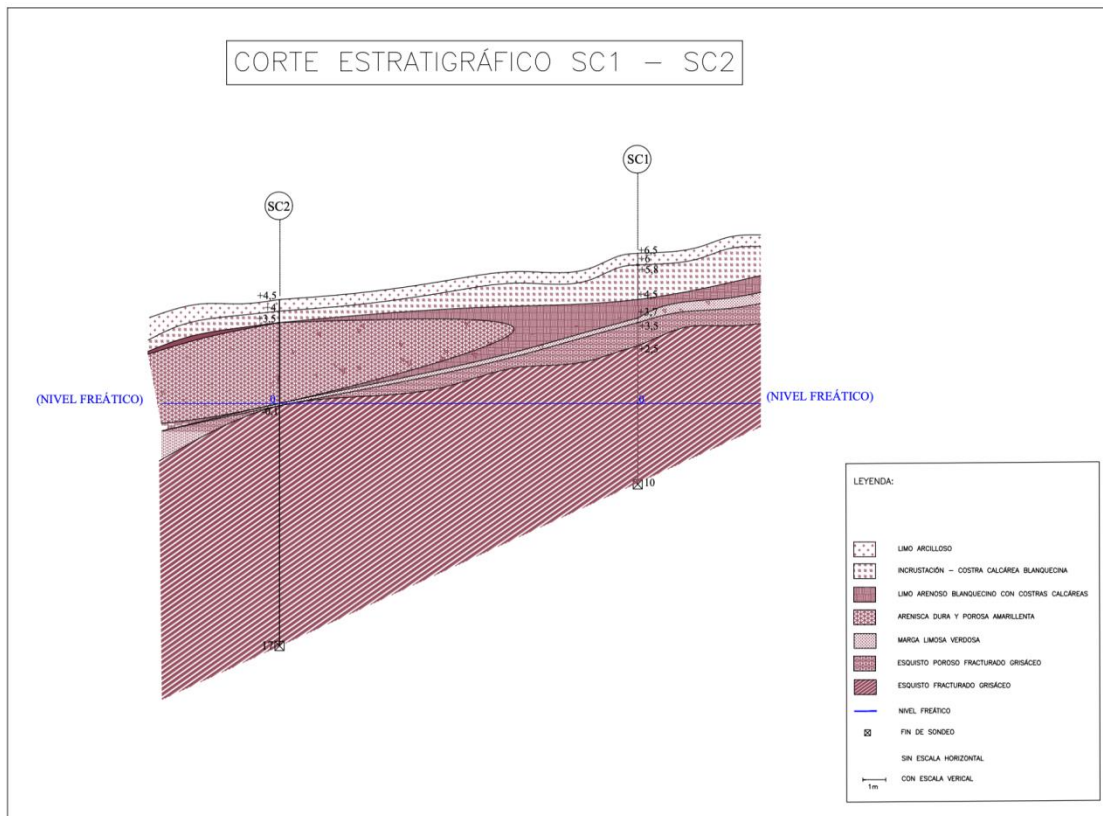 CORTE ESTRATIGRÁFICO SC1 – SC2
SC1
SC2
+6,5
+6
+5,8
+4,5
+3,7
+3,5
+2,5
+4,5
+4
+3,5
(NIVEL FREÁTICO)
0
-0,1
0
(NIVEL FREÁTICO)
10
17
LEYENDA:
LIMO ARCILLOSO
INCRUSTACIÓN – COSTRA CALCÁREA BLANQUECINA
LIMO ARENOSO BLANQUECINO CON COSTRAS CALCÁREAS
ARENISCA DURA Y POROSA AMARILLENTA
MARGA LIMOSA VERDOSA
ESQUISTO POROSO FRACTURADO GRISÁCEO
ESQUISTO FRACTURADO GRISÁCEO
NIVEL FREÁTICO
FIN DE SONDEO
SIN ESCALA HORIZONTAL
CON ESCALA VERICAL
1m